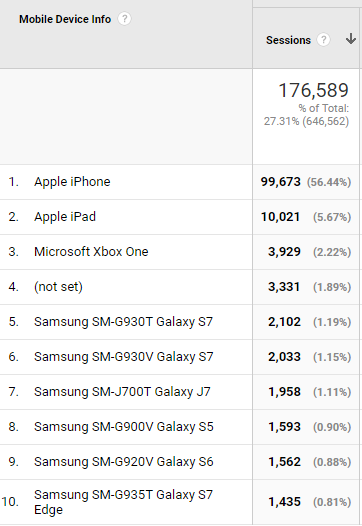 Mobile Device Info ?
Sessions ?
176,589
% of Total:
27.31% (646,562)
1. Apple iPhone 99,673 (56.44%)
2. Apple iPad 10,021 (5.67%)
3. Microsoft Xbox One 3,929 (2.22%)
4. (not set) 3,331 (1.89%)
5. Samsung SM-G930T Galaxy S7 2,102 (1.19%)
6. Samsung SM-G930V Galaxy S7 2,033 (1.15%)
7. Samsung SM-J700T Galaxy J7 1,958 (1.11%)
8. Samsung SM-G900V Galaxy S5 1,593 (0.90%)
9. Samsung SM-G920V Galaxy S6 1,562 (0.88%)
10. Samsung SM-G935T Galaxy S7
Edge 1,435 (0.81%)